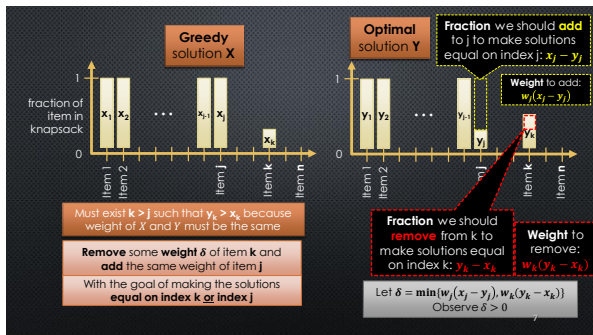 Greedy
solution X
Optimal
solution Y
Fraction we should add
to j to make solutions
equal on index j: xⱼ − yⱼ
Weight to add:
wⱼ(xⱼ − yⱼ)
fraction of
item in
knapsack
1
0
x₁
x₂
...
xⱼ₋₁
xⱼ
xₖ
Item 1
Item 2
Item j
Item k
Item n
1
0
y₁
y₂
...
yⱼ₋₁
yⱼ
yₖ
Item 1
Item 2
Item j
Item k
Item n
Must exist k > j such that yₖ > xₖ because
weight of X and Y must be the same
Remove some weight δ of item k and
add the same weight of item j
With the goal of making the solutions
equal on index k or index j
Fraction we should
remove from k to
make solutions equal
on index k: yₖ − xₖ
Weight to
remove:
wₖ(yₖ − xₖ)
Let δ = min{wⱼ(xⱼ − yⱼ), wₖ(yₖ − xₖ)}
Observe δ > 0
7